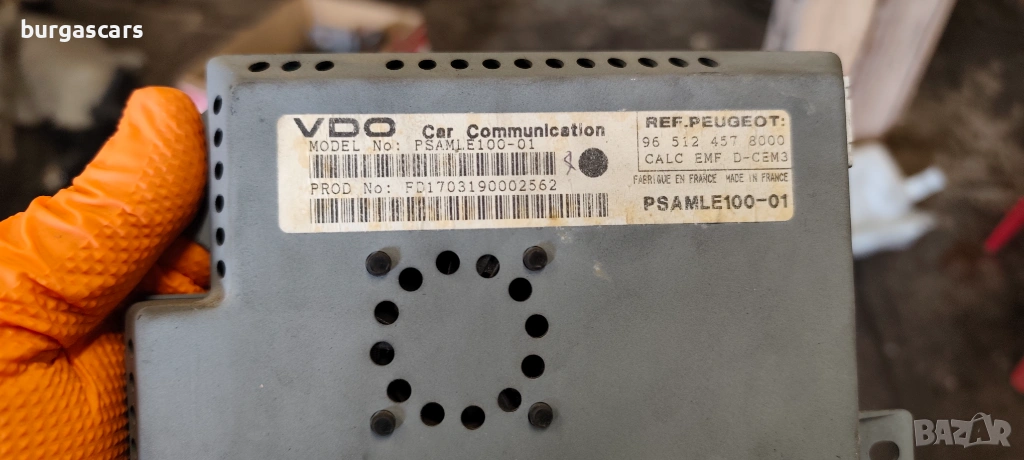 burgascars
VDO Car Communication
MODEL No: PSAMLE100-01
PROD No: FD1703190002562
REF.PEUGEOT:
96 512 457 8000
CALC EMF D-CEM3
FABRIQUE EN FRANCE MADE IN FRANCE
PSAMLE100-01
BAZAR